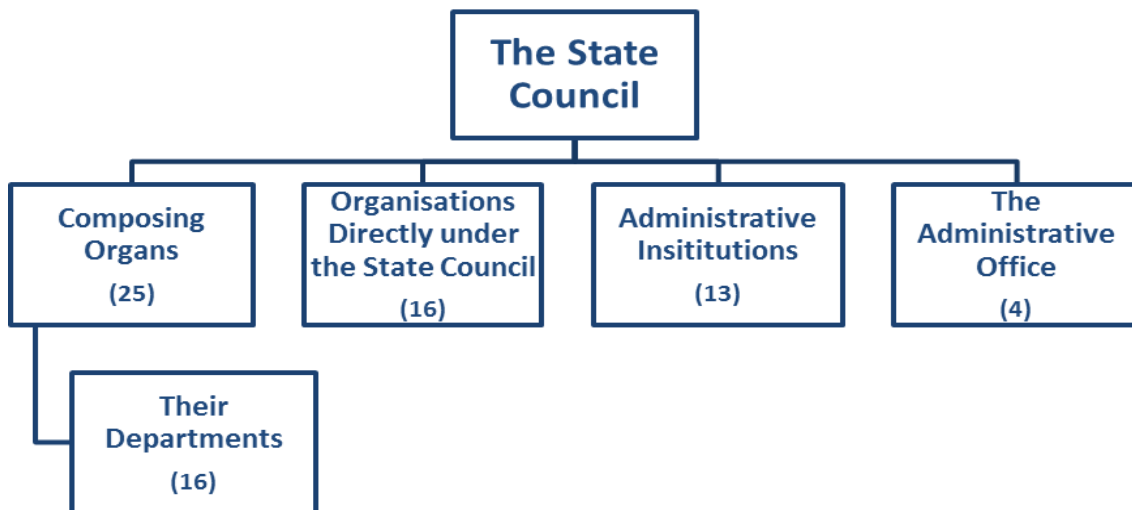 The State
Council
Composing
Organs
(25)
Organisations
Directly under
the State Council
(16)
Administrative
Insititutions
(13)
The
Administrative
Office
(4)
Their
Departments
(16)